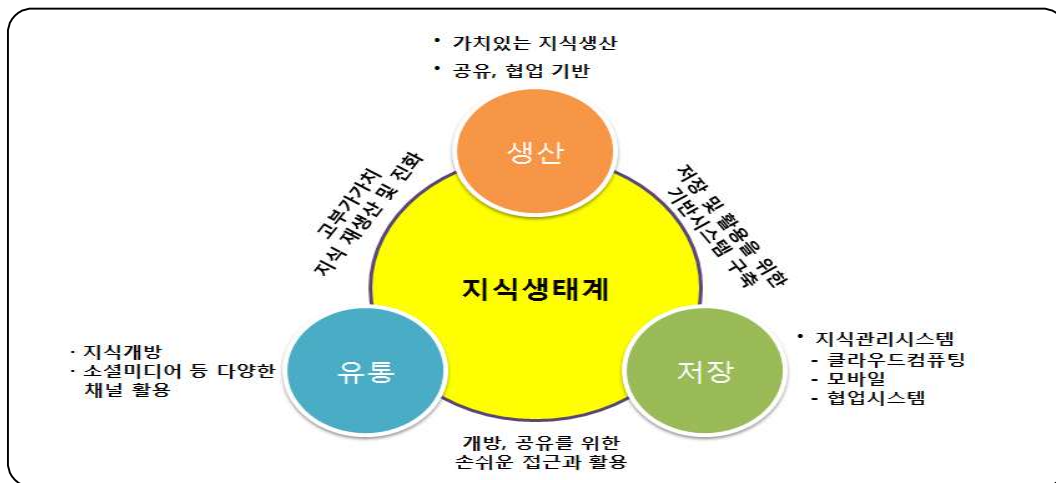 • 가치있는 지식생산
• 공유, 협업 기반
생산
고부가가치
지식 재생산 및 진화
저장 및 활용을 위한
기반시스템 구축
지식생태계
· 지식개방
· 소셜미디어 등 다양한
채널 활용
유통
저장
• 지식관리시스템
- 클라우드컴퓨팅
- 모바일
- 협업시스템
개방, 공유를 위한
손쉬운 접근과 활용